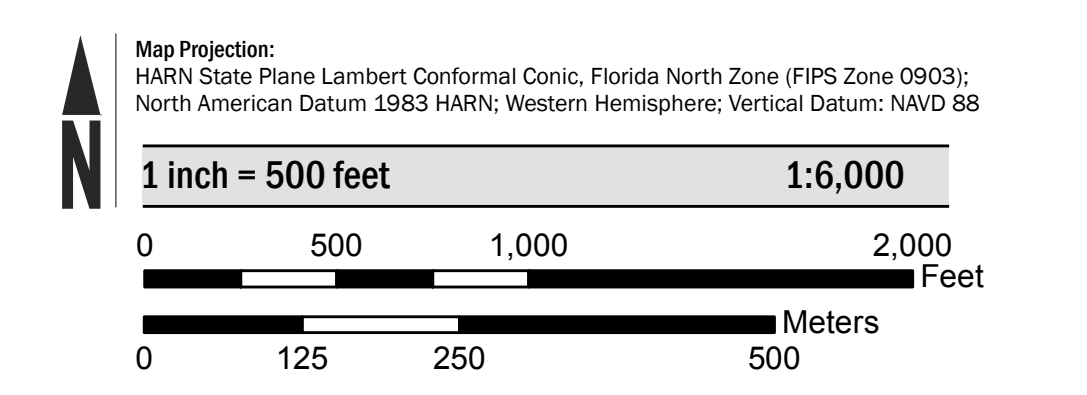 N
Map Projection:
HARN State Plane Lambert Conformal Conic, Florida North Zone (FIPS Zone 0903);
North American Datum 1983 HARN; Western Hemisphere; Vertical Datum: NAVD 88
1 inch = 500 feet 1:6,000
0 500 1,000 2,000
Feet
Meters
0 125 250 500